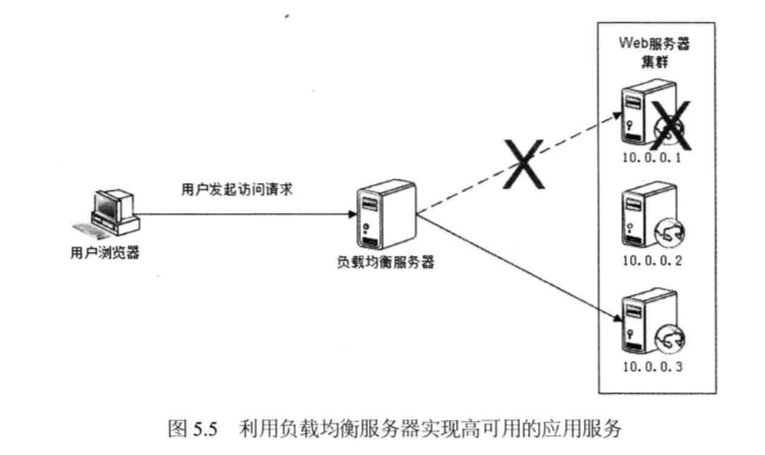 Web服务器
集群
10.0.0.1
用户发起访问请求
用户浏览器
负载均衡服务器
10.0.0.2
10.0.0.3
图 5.5 利用负载均衡服务器实现高可用的应用服务